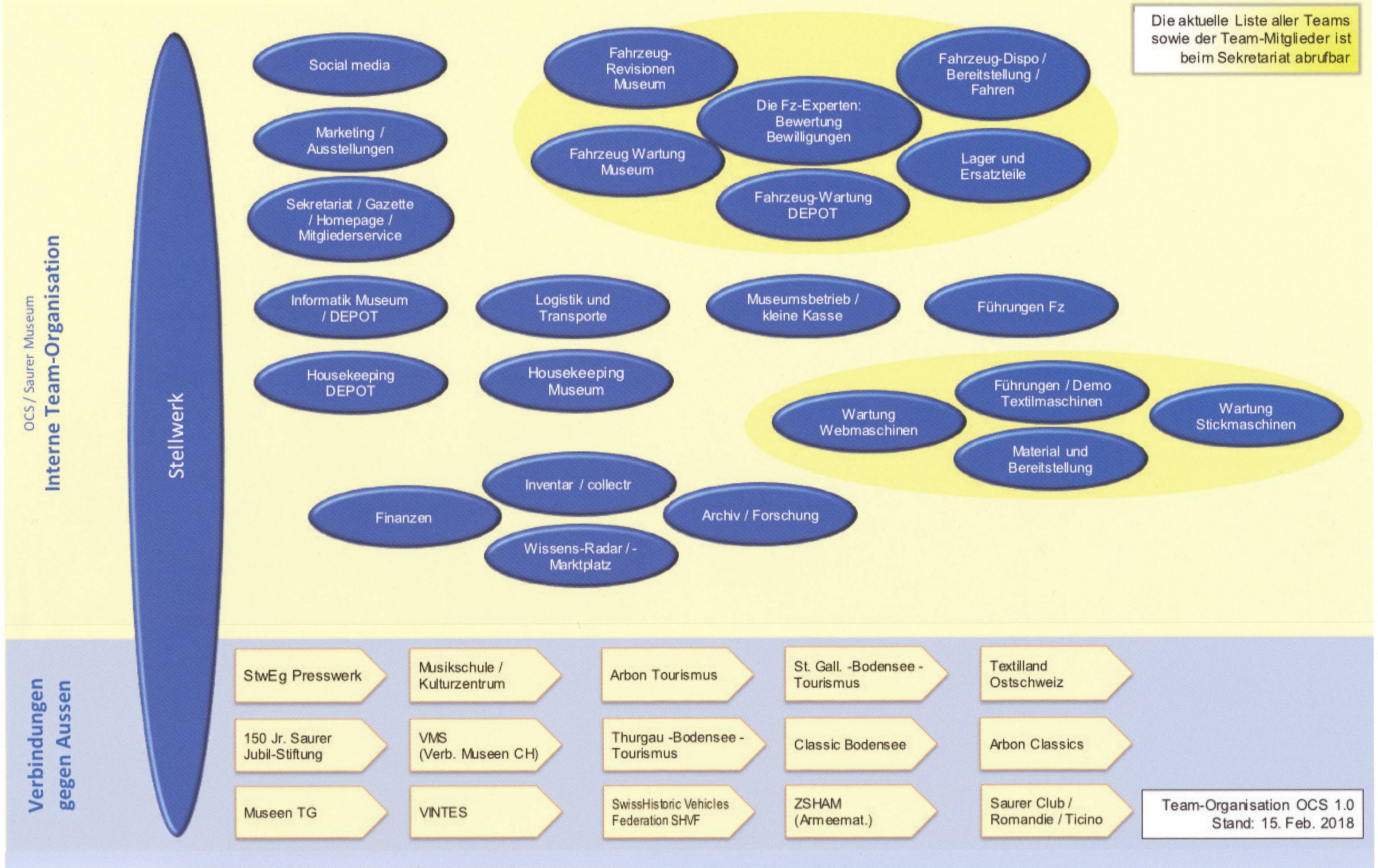 Die aktuelle Liste aller Teams
sowie der Team-Mitglieder ist
beim Sekretariat abrufbar
OCS / Saurer Museum
Interne Team-Organisation
Stellwerk
Social media
Marketing /
Ausstellungen
Sekretariat / Gazette
/ Homepage /
Mitgliederservice
Informatik Museum
/ DEPOT
Housekeeping
DEPOT
Fahrzeug-
Revisionen
Museum
Die Fz-Experten:
Bewertung
Bewilligungen
Fahrzeug-Dispo /
Bereitstellung /
Fahren
Fahrzeug Wartung
Museum
Fahrzeug-Wartung
DEPOT
Lager und
Ersatzteile
Logistik und
Transporte
Museumsbetrieb /
kleine Kasse
Führungen Fz
Housekeeping
Museum
Wartung
Webmaschinen
Führungen / Demo
Textilmaschinen
Material und
Bereitstellung
Wartung
Stickmaschinen
Finanzen
Inventar / collectr
Wissens-Radar / -
Marktplatz
Archiv / Forschung
Verbindungen
gegen Aussen
StwEg Presswerk
Musikschule /
Kulturzentrum
Arbon Tourismus
St. Gall. -Bodensee -
Tourismus
Textilland
Ostschweiz
150 Jr. Saurer
Jubil-Stiftung
VMS
(Verb. Museen CH)
Thurgau -Bodensee -
Tourismus
Classic Bodensee
Arbon Classics
Museen TG
VINTES
SwissHistoric Vehicles
Federation SHVF
ZSHAM
(Armeemat.)
Saurer Club /
Romandie / Ticino
Team-Organisation OCS 1.0
Stand: 15. Feb. 2018